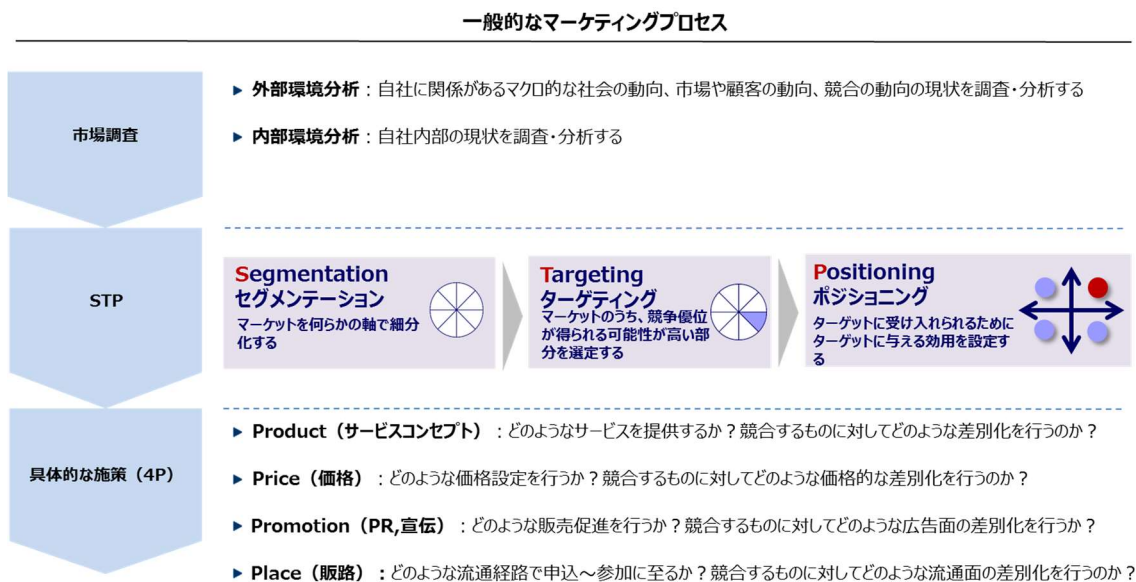 一般的なマーケティングプロセス
市場調査
▶ 外部環境分析：自社に関係があるマクロ的な社会の動向、市場や顧客の動向、競合の動向の現状を調査・分析する
▶ 内部環境分析：自社内部の現状を調査・分析する
STP
Segmentation
セグメンテーション
マーケットを何らかの軸で細分
化する
Targeting
ターゲティング
マーケットのうち、競争優位
が得られる可能性が高い部
分を選定する
Positioning
ポジショニング
ターゲットに受け入れられるために
ターゲットに与える効用を設定す
る
具体的な施策（4P）
▶ Product（サービスコンセプト）：どのようなサービスを提供するか？競合するものに対してどのような差別化を行うのか？
▶ Price（価格）：どのような価格設定を行うか？競合するものに対してどのような価格的な差別化を行うのか？
▶ Promotion（PR,宣伝）：どのような販売促進を行うか？競合するものに対してどのような広告面の差別化を行うか？
▶ Place（販路）：どのような流通経路で申込～参加に至るか？競合するものに対してどのような流通面の差別化を行うのか？